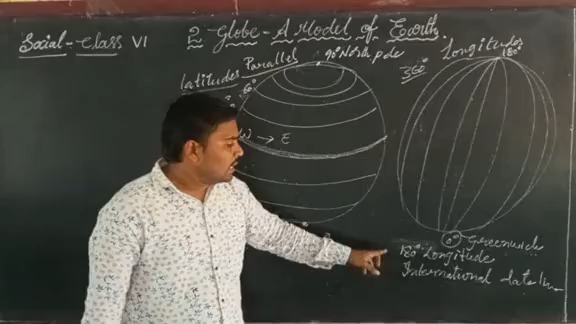 Social - Class VI
2 - Globe - A Model of Earth.
latitudes Parallel 90° North pole
60°
W → E
Longitudes
360°
180°
0° Greenwich
180° Longitude
International date line